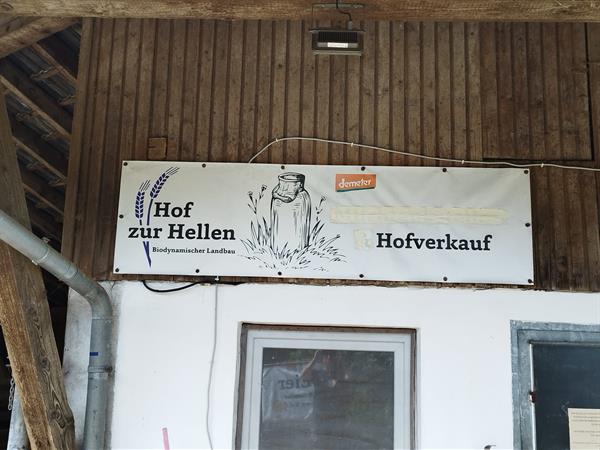 Hof
zur Hellen
Biodynamischer Landbau
demeter
Hofverkauf